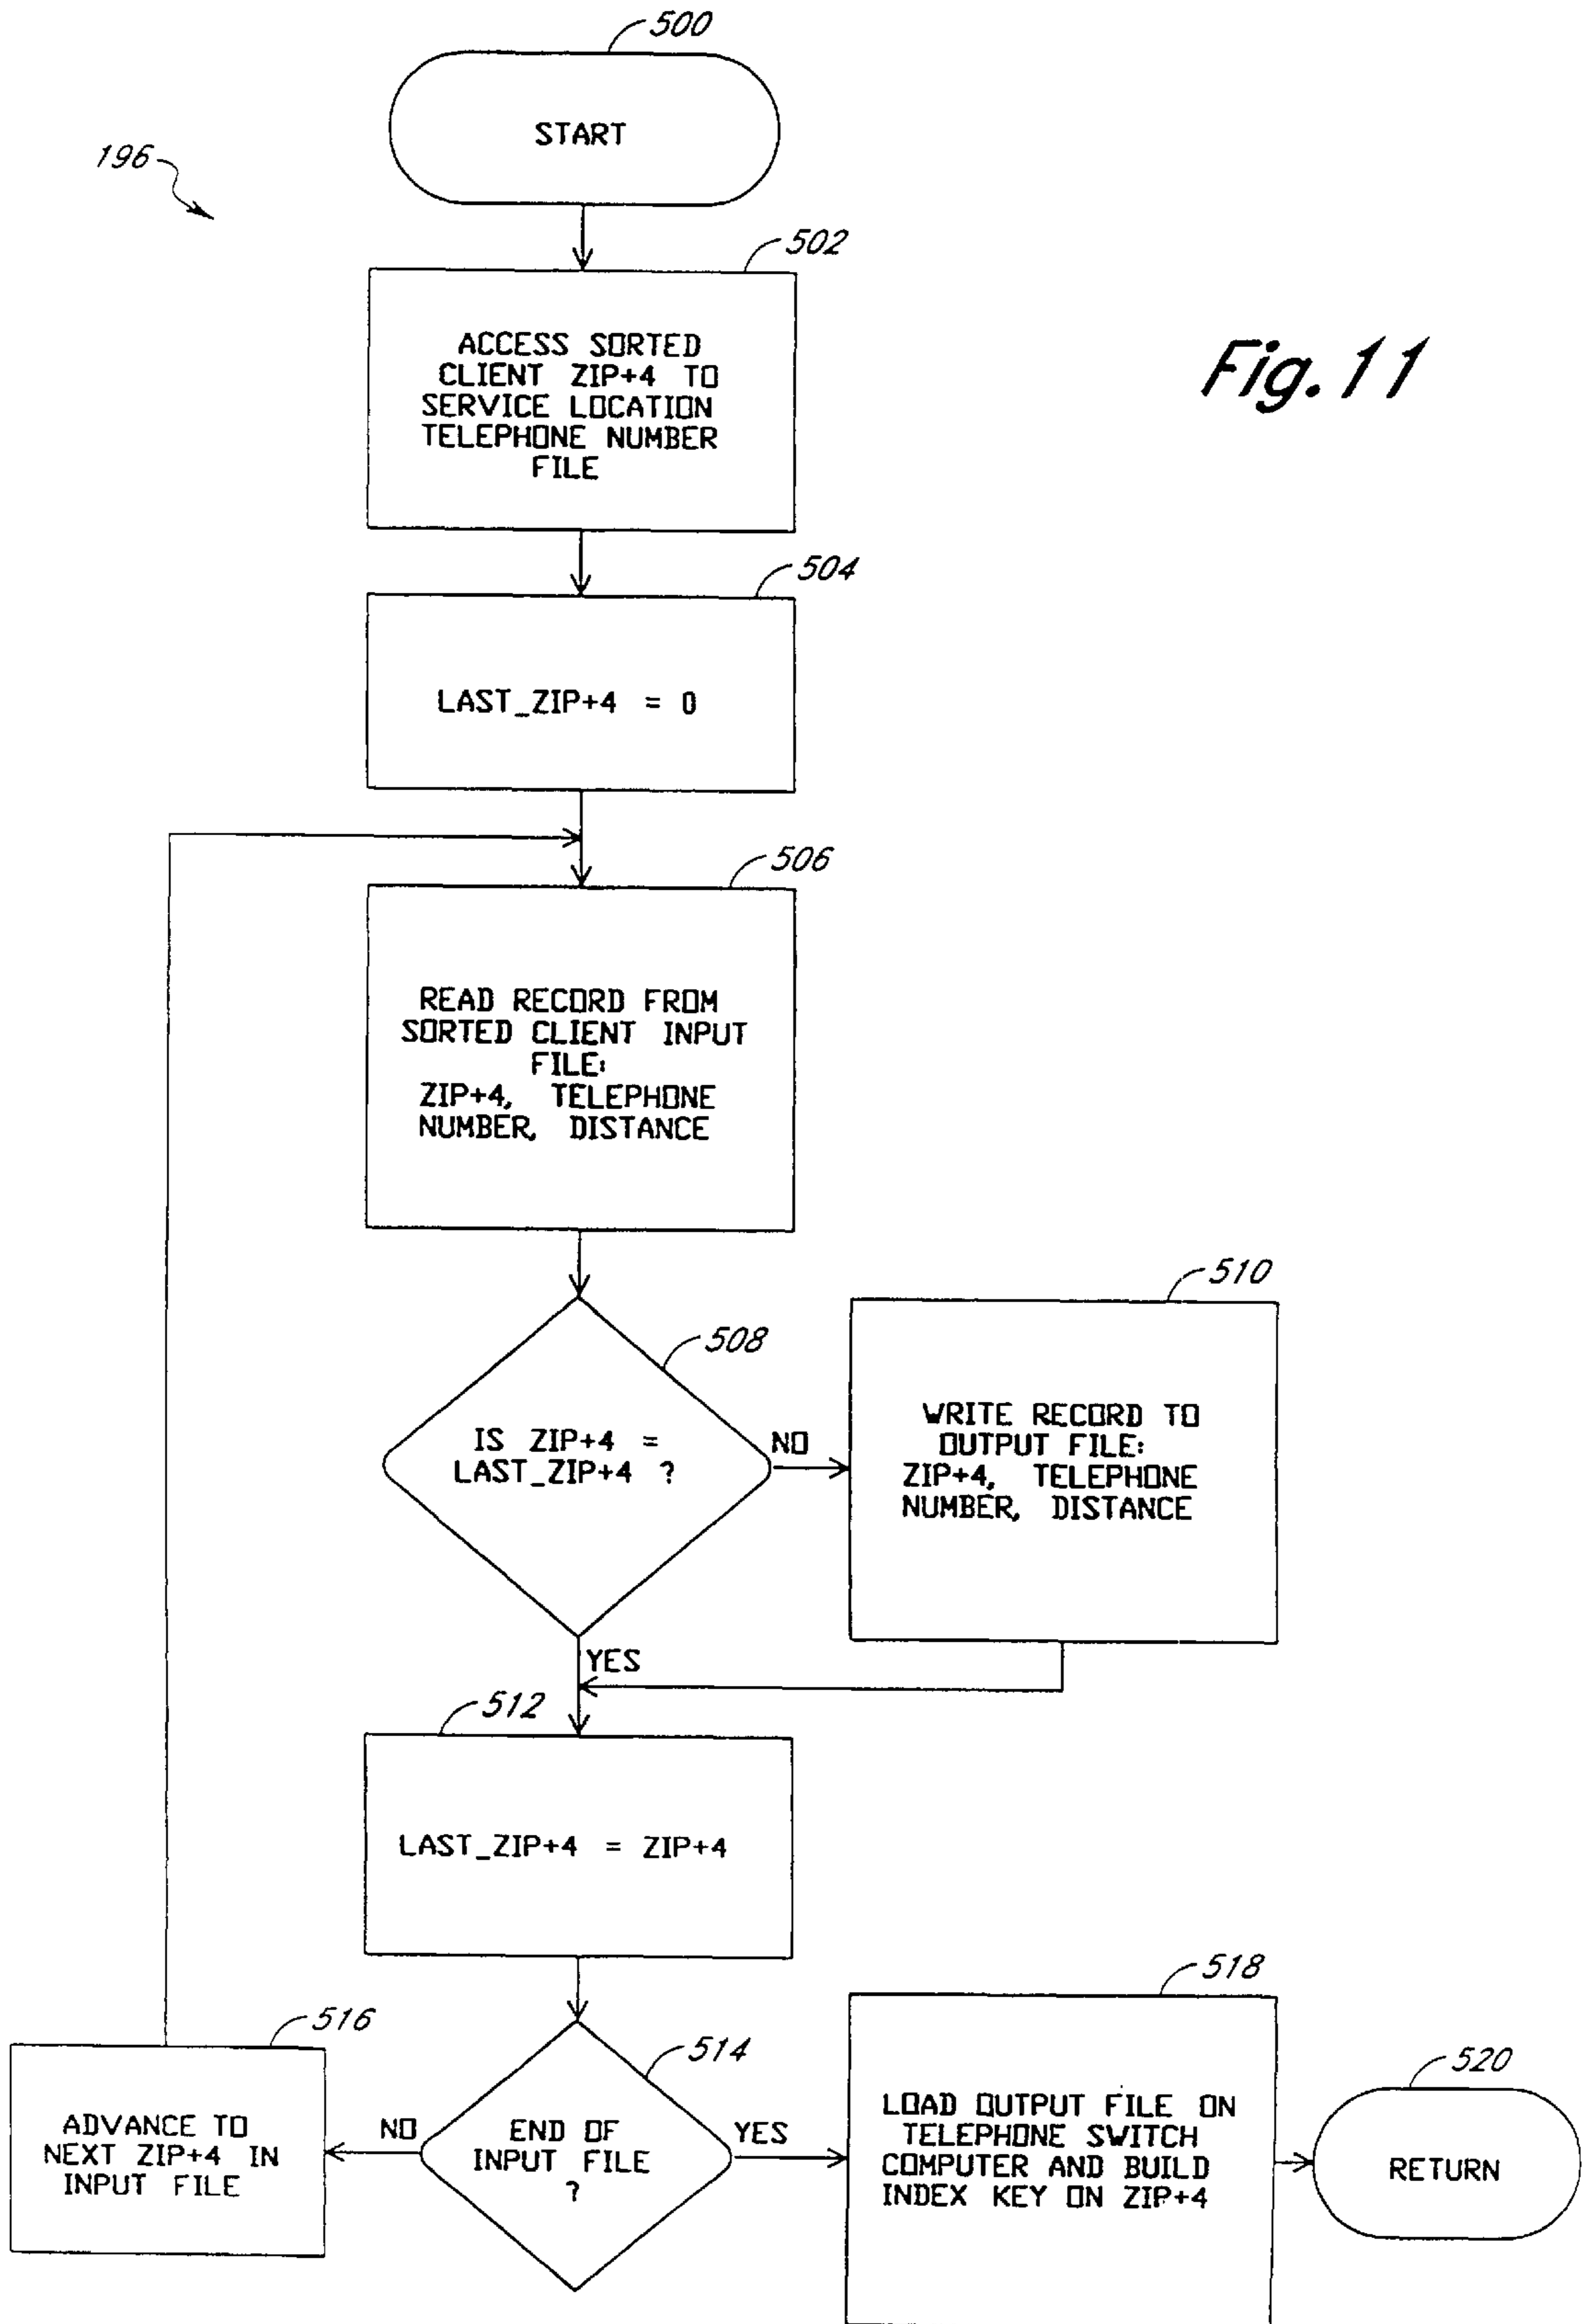 500
START
196
502
ACCESS SORTED
CLIENT ZIP+4 TO
SERVICE LOCATION
TELEPHONE NUMBER
FILE
Fig. 11
504
LAST_ZIP+4 = 0
506
READ RECORD FROM
SORTED CLIENT INPUT
FILE:
ZIP+4, TELEPHONE
NUMBER, DISTANCE
508
IS ZIP+4 =
LAST_ZIP+4 ?
NO
510
WRITE RECORD TO
OUTPUT FILE:
ZIP+4, TELEPHONE
NUMBER, DISTANCE
YES
512
LAST_ZIP+4 = ZIP+4
514
END OF
INPUT FILE
?
NO
516
ADVANCE TO
NEXT ZIP+4 IN
INPUT FILE
YES
518
LOAD OUTPUT FILE ON
TELEPHONE SWITCH
COMPUTER AND BUILD
INDEX KEY ON ZIP+4
520
RETURN